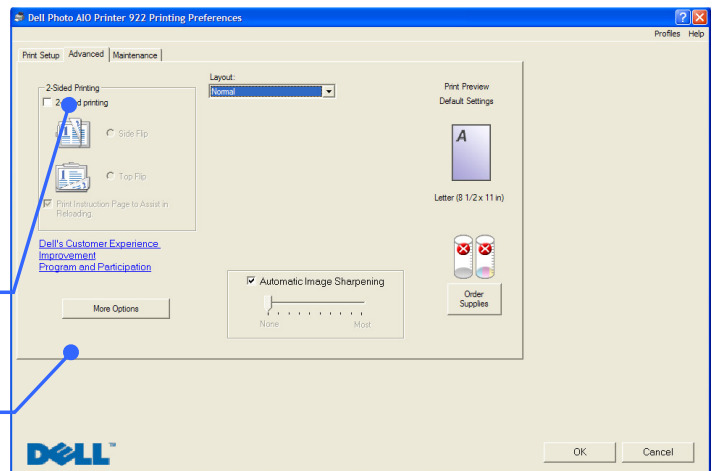 Dell Photo AIO Printer 922 Printing Preferences
Profiles Help
Print Setup Advanced Maintenance
2-Sided Printing
2-Sided printing
Side Flip
Top Flip
Print Instruction Page to Assist in
Reloading.
Dell's Customer Experience
Improvement
Program and Participation
More Options
Layout:
Normal
Automatic Image Sharpening
None Most
Print Preview
Default Settings
A
Letter (8 1/2 x 11 in)
Order
Supplies
DELL™
OK Cancel